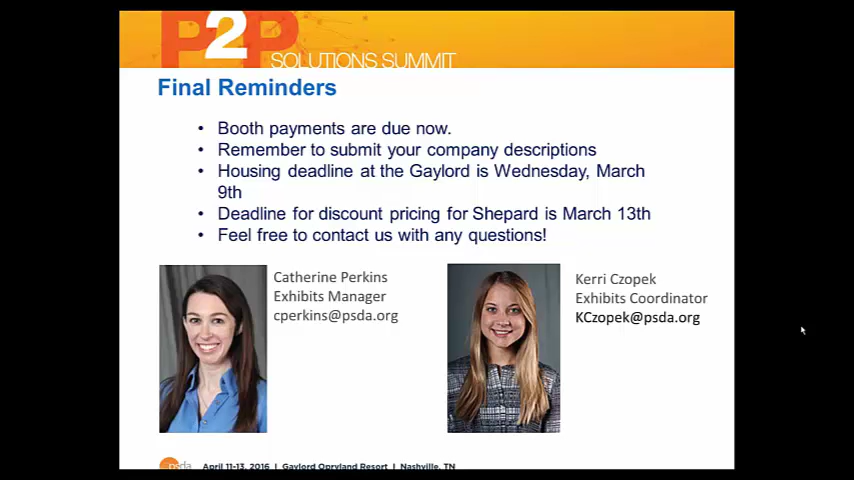 P2P
SOLUTIONS SUMMIT
Final Reminders
• Booth payments are due now.
• Remember to submit your company descriptions
• Housing deadline at the Gaylord is Wednesday, March
9th
• Deadline for discount pricing for Shepard is March 13th
• Feel free to contact us with any questions!
Catherine Perkins
Exhibits Manager
cperkins@psda.org
Kerri Czopek
Exhibits Coordinator
KCzopek@psda.org
psda April 11-13, 2016 | Gaylord Opryland Resort | Nashville, TN